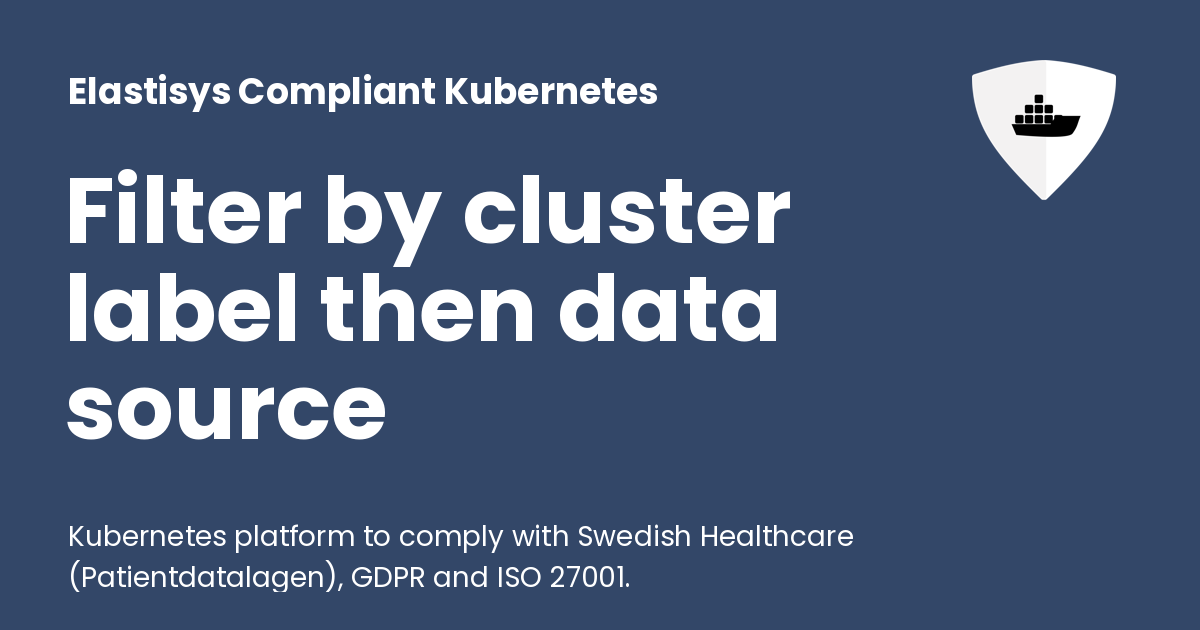 Elastisys Compliant Kubernetes
Filter by cluster
label then data
source
Kubernetes platform to comply with Swedish Healthcare
(Patientdatalagen), GDPR and ISO 27001.